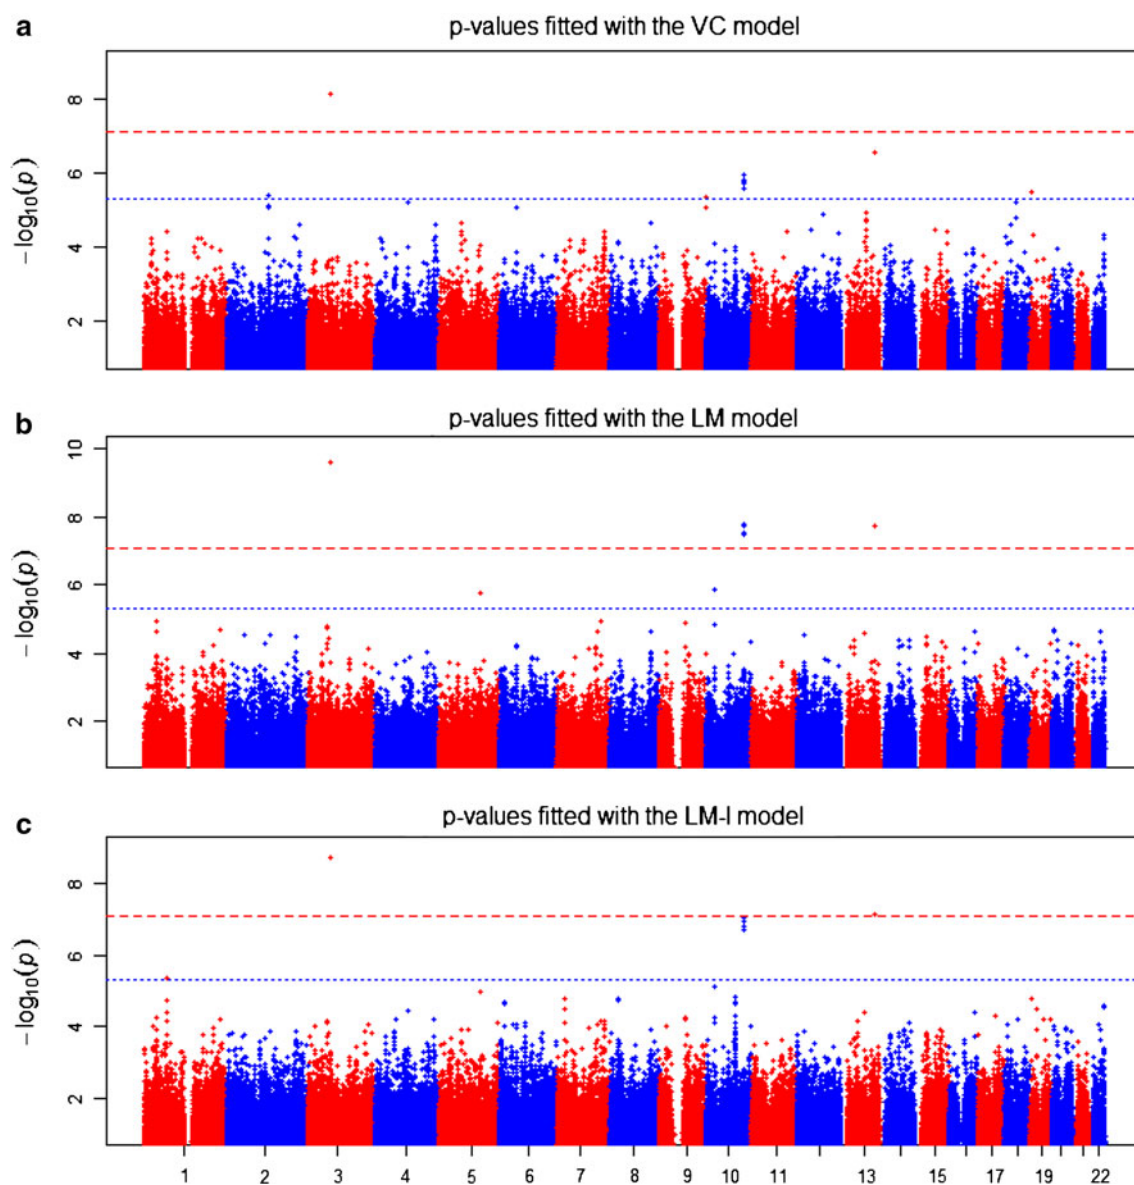 a
p-values fitted with the VC model
8
6
4
2
−log10(p)
b
p-values fitted with the LM model
10
8
6
4
2
−log10(p)
c
p-values fitted with the LM-I model
8
6
4
2
−log10(p)
1 2 3 4 5 6 7 8 9 10 11 13 15 17 19 22